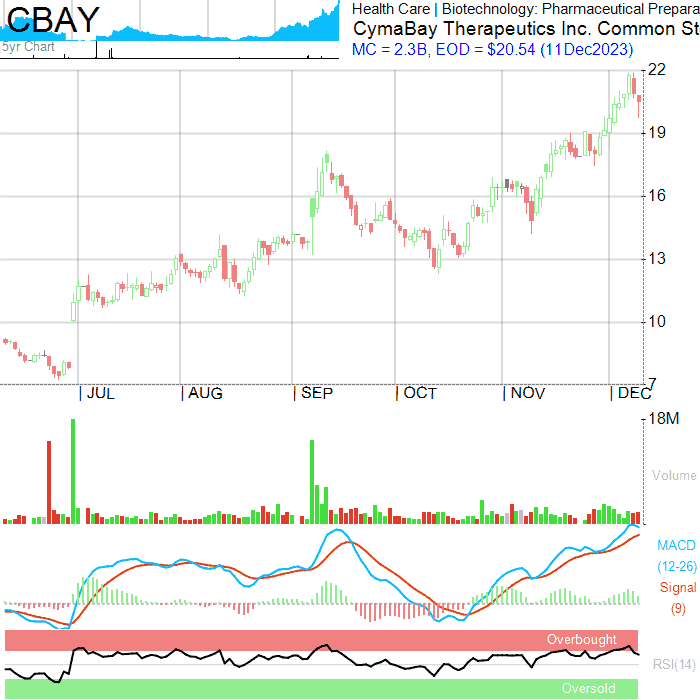 CBAY
5yr Chart
Health Care | Biotechnology: Pharmaceutical Prepara
CymaBay Therapeutics Inc. Common St
MC = 2.3B, EOD = $20.54 (11Dec2023)
22
19
16
13
10
7
| JUL | AUG | SEP | OCT | NOV | DEC
18M
Volume
MACD
(12-26)
Signal
(9)
Overbought
RSI(14)
Oversold